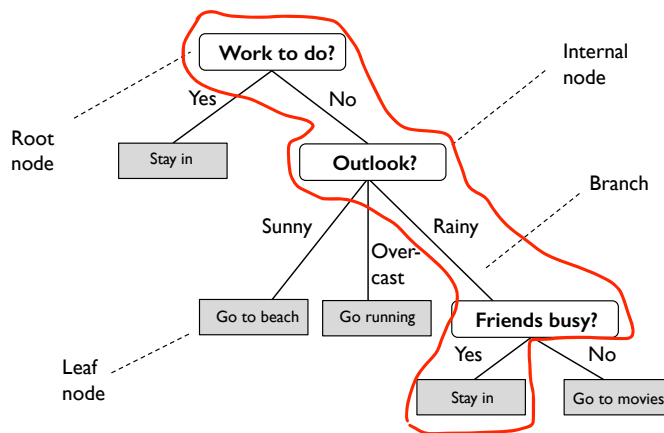 Work to do?
Internal
node
Yes
No
Root
node
Stay in
Outlook?
Branch
Sunny
Rainy
Over-
cast
Go to beach
Go running
Friends busy?
Leaf
node
Yes
No
Stay in
Go to movies